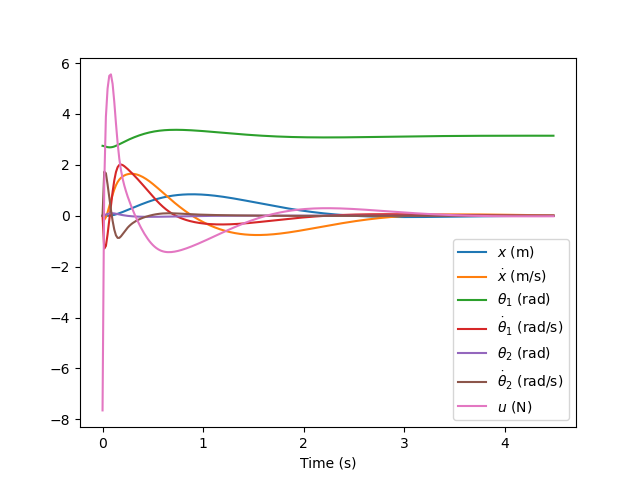 6
4
2
0
−2
−4
−6
−8
0 1 2 3 4
Time (s)
x (m)
ẋ (m/s)
θ₁ (rad)
θ̇₁ (rad/s)
θ₂ (rad)
θ̇₂ (rad/s)
u (N)